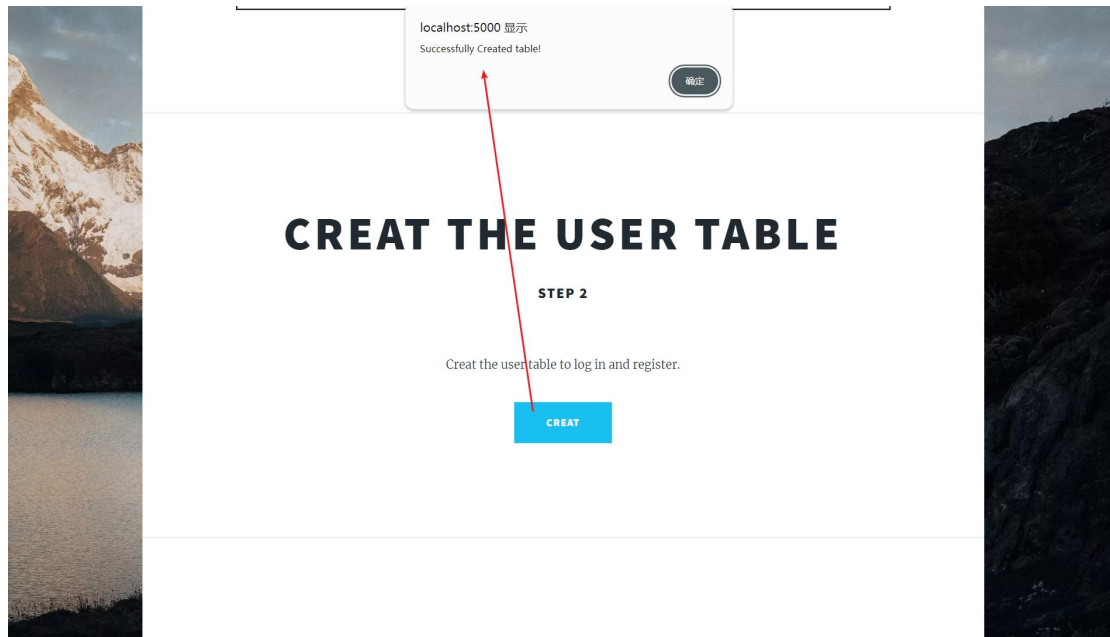 localhost:5000 显示
Successfully Created table!
确定
CREAT THE USER TABLE
STEP 2
Creat the user table to log in and register.
CREAT